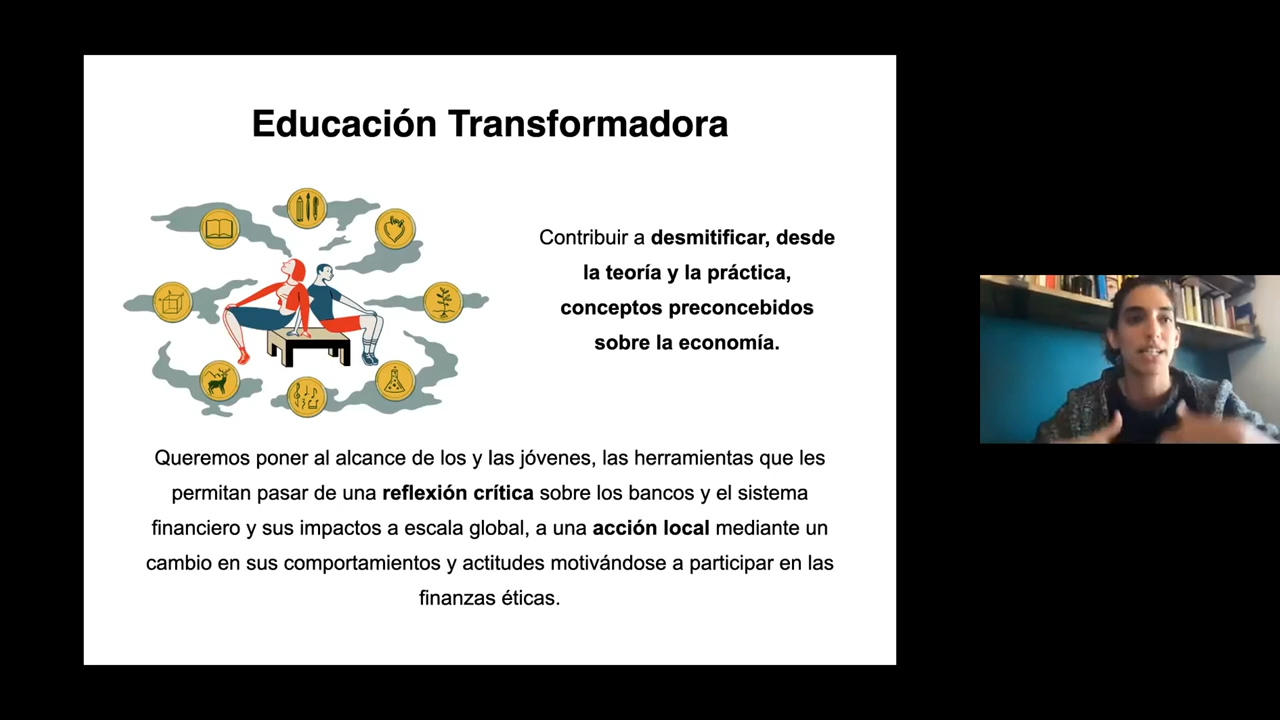 Educación Transformadora
Contribuir a desmitificar, desde
la teoría y la práctica,
conceptos preconcebidos
sobre la economía.
Queremos poner al alcance de los y las jóvenes, las herramientas que les
permitan pasar de una reflexión crítica sobre los bancos y el sistema
financiero y sus impactos a escala global, a una acción local mediante un
cambio en sus comportamientos y actitudes motivándose a participar en las
finanzas éticas.